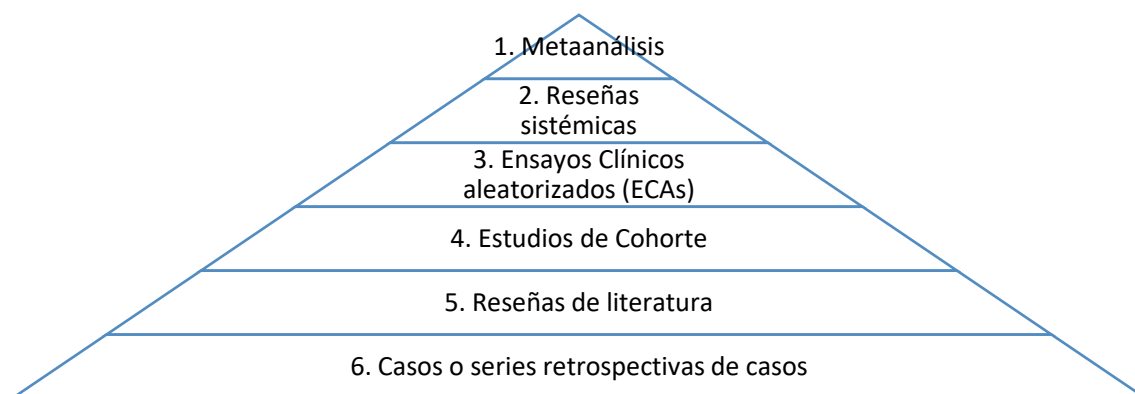 1. Metaanálisis
2. Reseñas
sistémicas
3. Ensayos Clínicos
aleatorizados (ECAs)
4. Estudios de Cohorte
5. Reseñas de literatura
6. Casos o series retrospectivas de casos